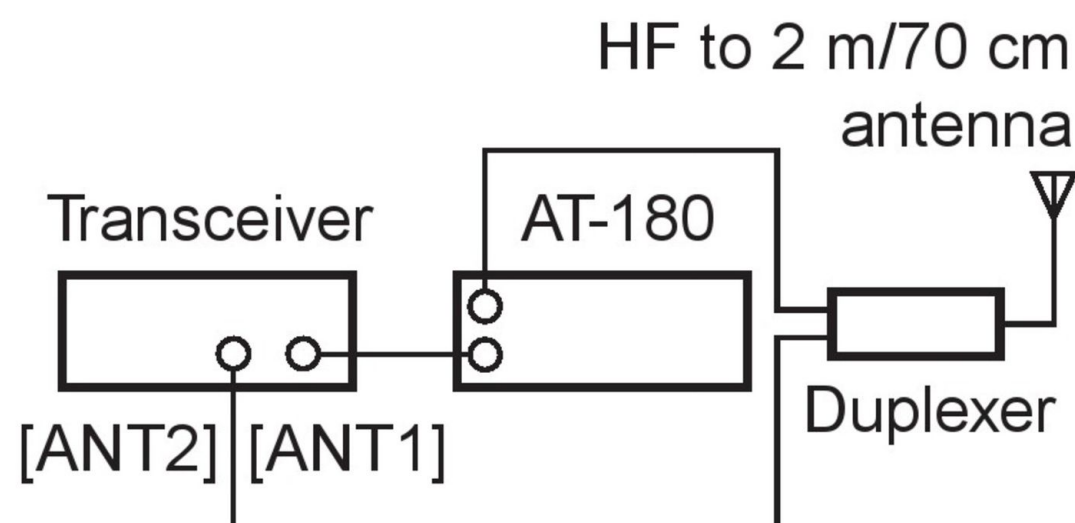 HF to 2 m/70 cm
antenna
Transceiver
AT-180
Duplexer
[ANT2]
[ANT1]